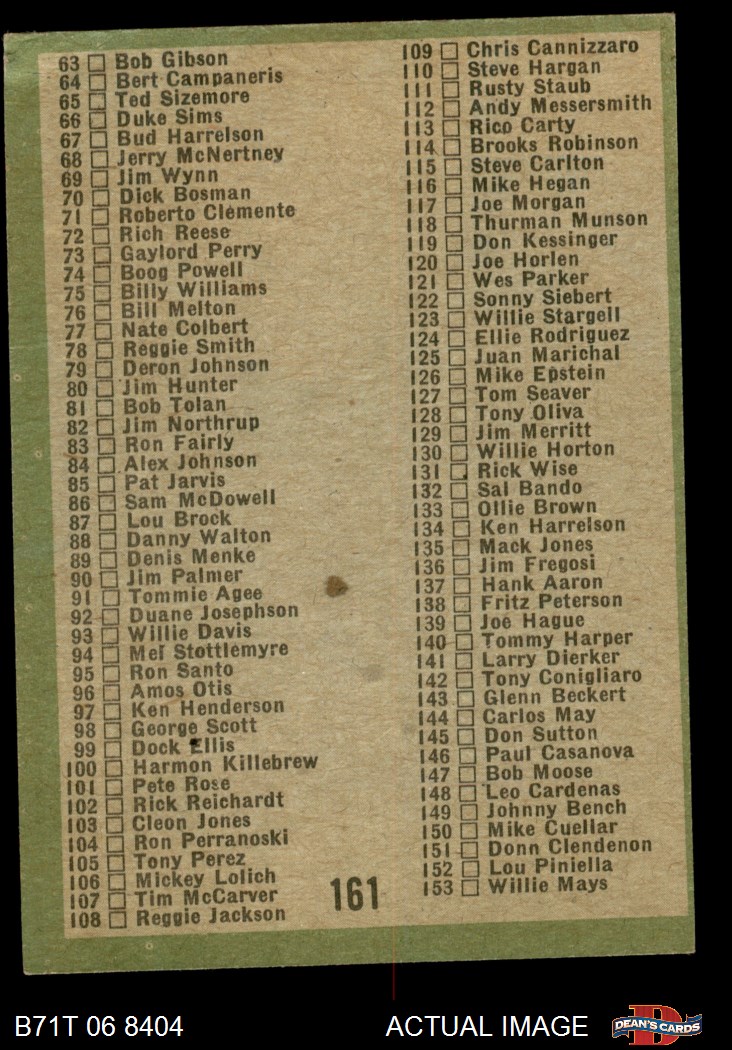 63 Bob Gibson
64 Bert Campaneris
65 Ted Sizemore
66 Duke Sims
67 Bud Harrelson
68 Jerry McNertney
69 Jim Wynn
70 Dick Bosman
71 Roberto Clemente
72 Rich Reese
73 Gaylord Perry
74 Boog Powell
75 Billy Williams
76 Bill Melton
77 Nate Colbert
78 Reggie Smith
79 Deron Johnson
80 Jim Hunter
81 Bob Tolan
82 Jim Northrup
83 Ron Fairly
84 Alex Johnson
85 Pat Jarvis
86 Sam McDowell
87 Lou Brock
88 Danny Walton
89 Denis Menke
90 Jim Palmer
91 Tommie Agee
92 Duane Josephson
93 Willie Davis
94 Mel Stottlemyre
95 Ron Santo
96 Amos Otis
97 Ken Henderson
98 George Scott
99 Dock Ellis
100 Harmon Killebrew
101 Pete Rose
102 Rick Reichardt
103 Cleon Jones
104 Ron Perranoski
105 Tony Perez
106 Mickey Lolich
107 Tim McCarver
108 Reggie Jackson
109 Chris Cannizzaro
110 Steve Hargan
111 Rusty Staub
112 Andy Messersmith
113 Rico Carty
114 Brooks Robinson
115 Steve Carlton
116 Mike Hegan
117 Joe Morgan
118 Thurman Munson
119 Don Kessinger
120 Joe Horlen
121 Wes Parker
122 Sonny Siebert
123 Willie Stargell
124 Ellie Rodriguez
125 Juan Marichal
126 Mike Epstein
127 Tom Seaver
128 Tony Oliva
129 Jim Merritt
130 Willie Horton
131 Rick Wise
132 Sal Bando
133 Ollie Brown
134 Ken Harrelson
135 Mack Jones
136 Jim Fregosi
137 Hank Aaron
138 Fritz Peterson
139 Joe Hague
140 Tommy Harper
141 Larry Dierker
142 Tony Conigliaro
143 Glenn Beckert
144 Carlos May
145 Don Sutton
146 Paul Casanova
147 Bob Moose
148 Leo Cardenas
149 Johnny Bench
150 Mike Cuellar
151 Donn Clendenon
152 Lou Piniella
153 Willie Mays
161
B71T 06 8404
ACTUAL IMAGE
D
DEAN'S CARDS